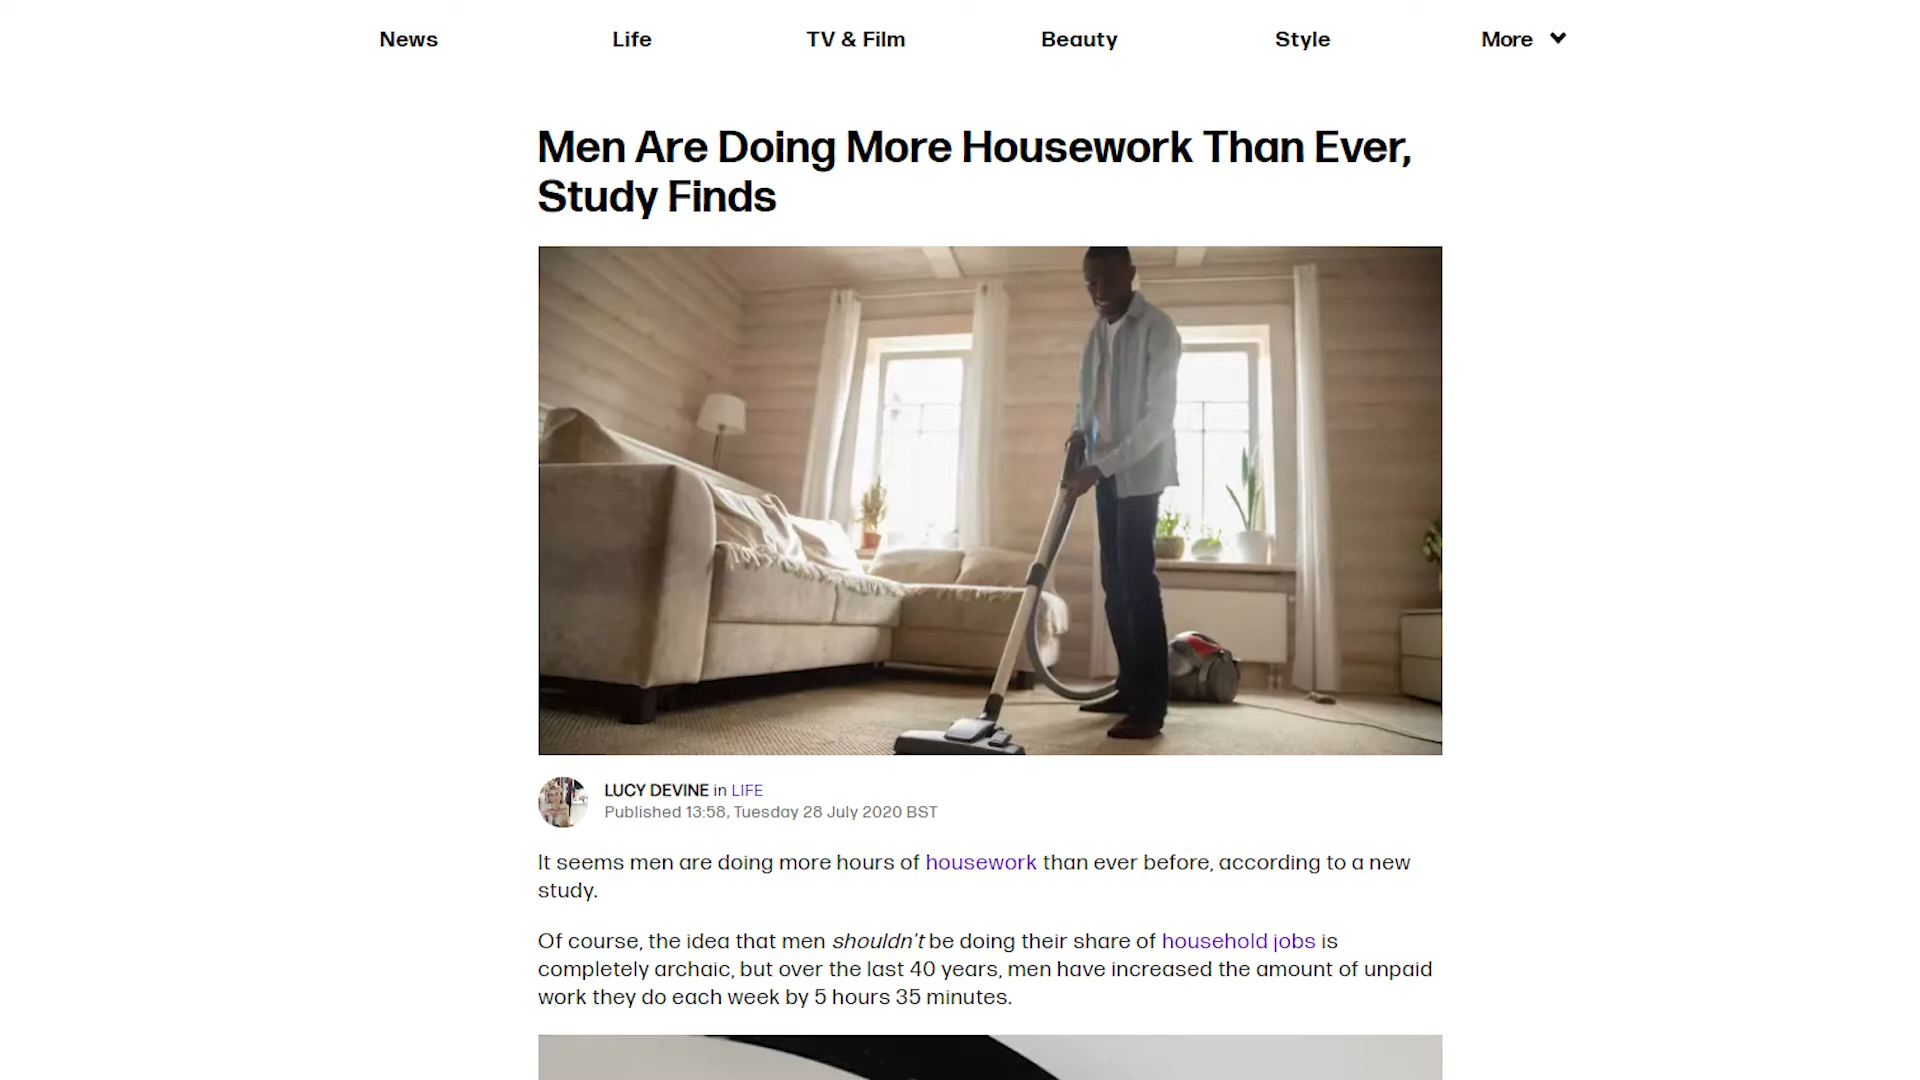 News Life TV & Film Beauty Style More
Men Are Doing More Housework Than Ever,
Study Finds
LUCY DEVINE in LIFE
Published 13:58, Tuesday 28 July 2020 BST
It seems men are doing more hours of housework than ever before, according to a new
study.
Of course, the idea that men shouldn't be doing their share of household jobs is
completely archaic, but over the last 40 years, men have increased the amount of unpaid
work they do each week by 5 hours 35 minutes.